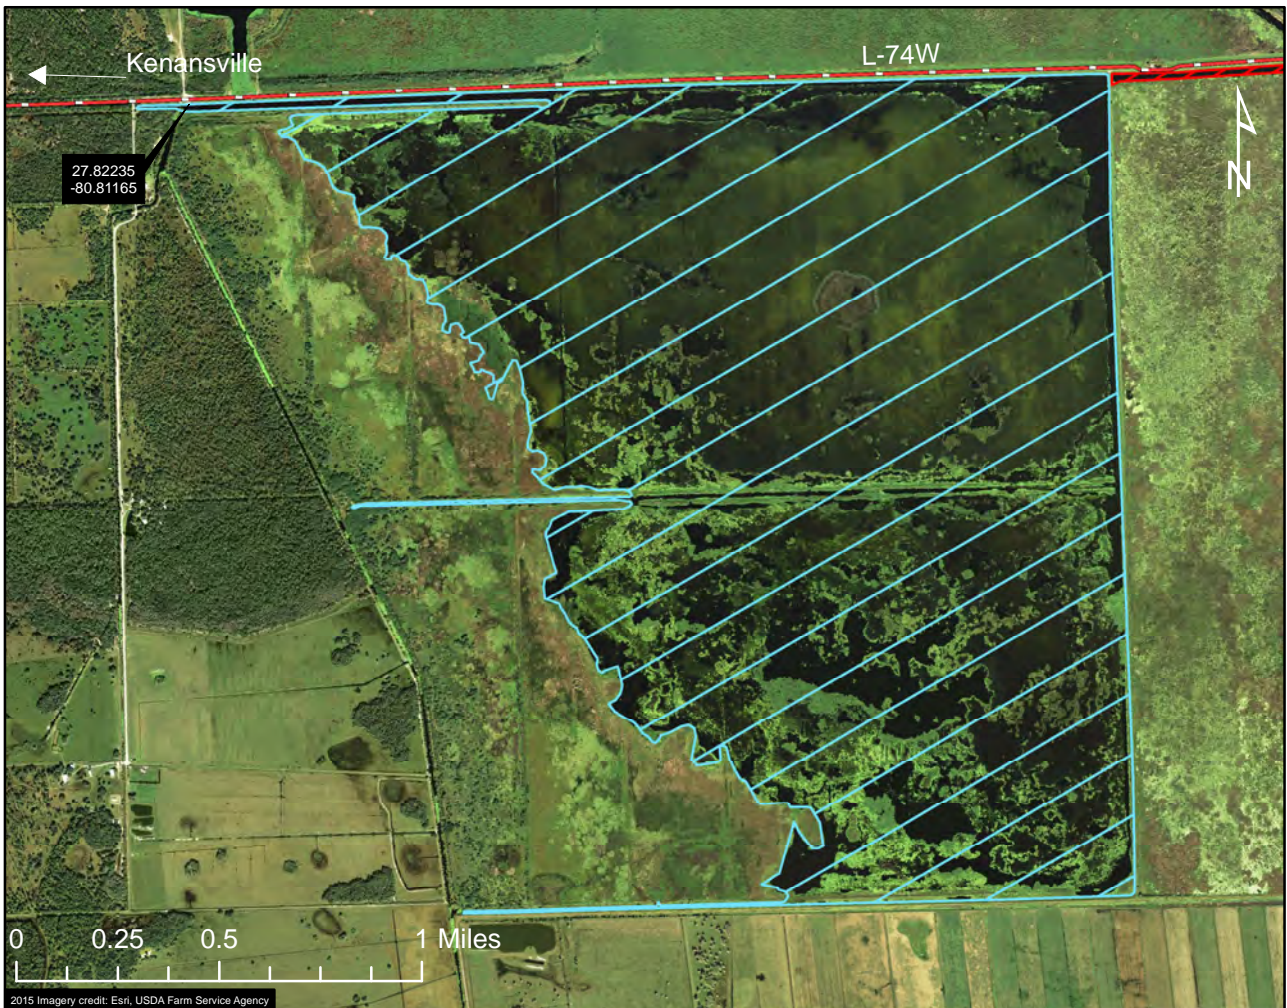 Kenansville
L-74W
27.82235
-80.81165
N
0 0.25 0.5 1 Miles
2015 Imagery credit: Esri, USDA Farm Service Agency